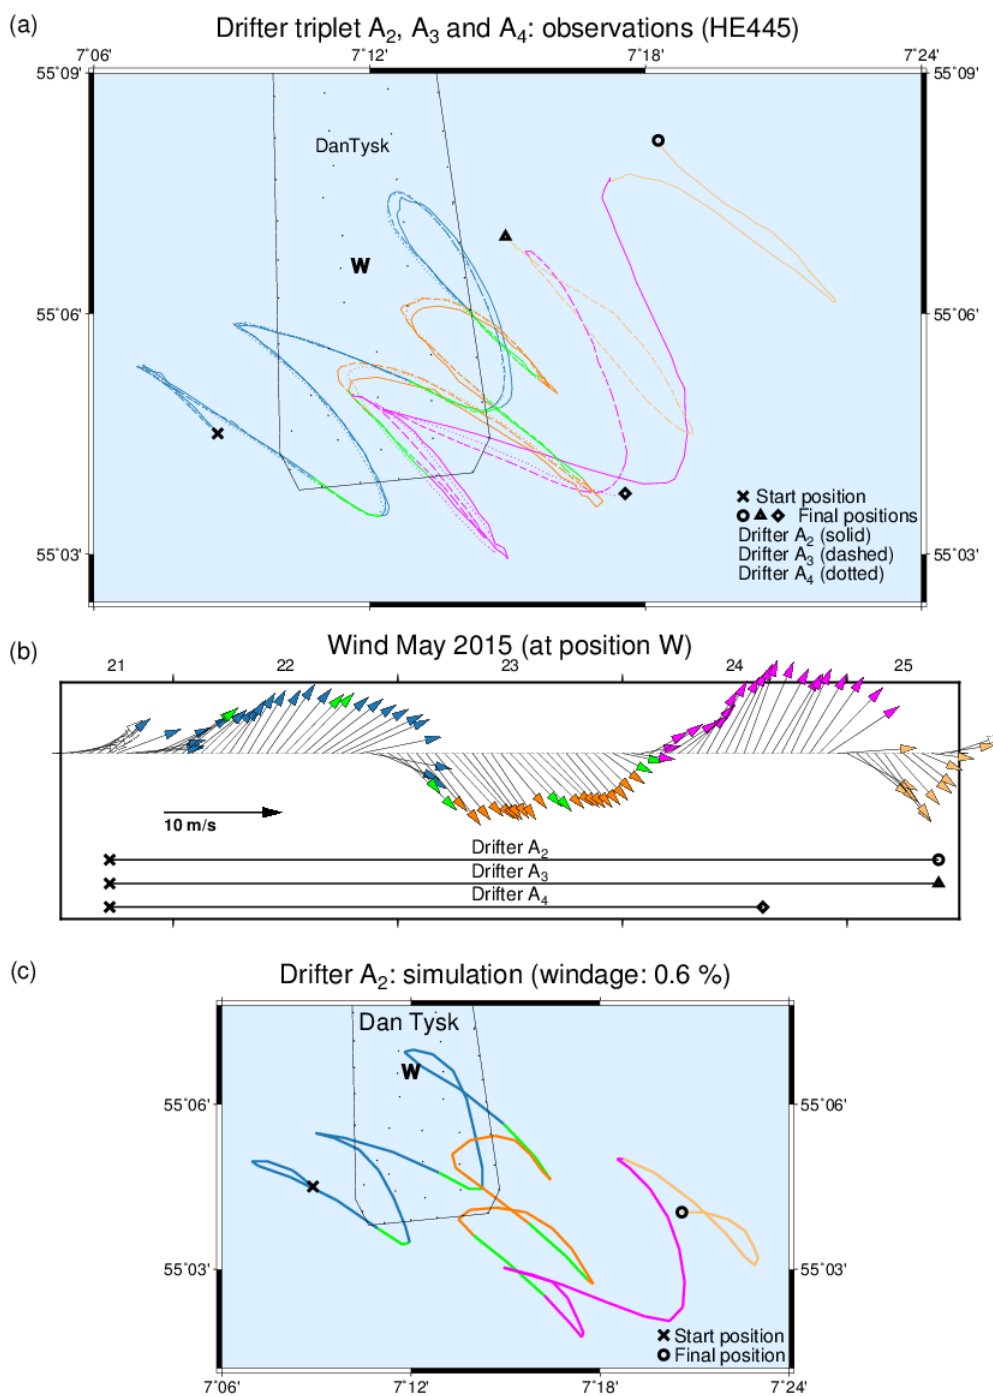 (a)
Drifter triplet A2, A3 and A4: observations (HE445)
7°06' 7°12' 7°18' 7°24'
55°09' 55°09'
DanTysk
W
55°06' 55°06'
Start position
Final positions
Drifter A2 (solid)
55°03' Drifter A3 (dashed) 55°03'
Drifter A4 (dotted)
(b)
Wind May 2015 (at position W)
21 22 23 24 25
10 m/s
Drifter A2
Drifter A3
Drifter A4
(c)
Drifter A2: simulation (windage: 0.6 %)
Dan Tysk
W
55°06' 55°06'
55°03' 55°03'
Start position
Final position
7°06' 7°12' 7°18' 7°24'